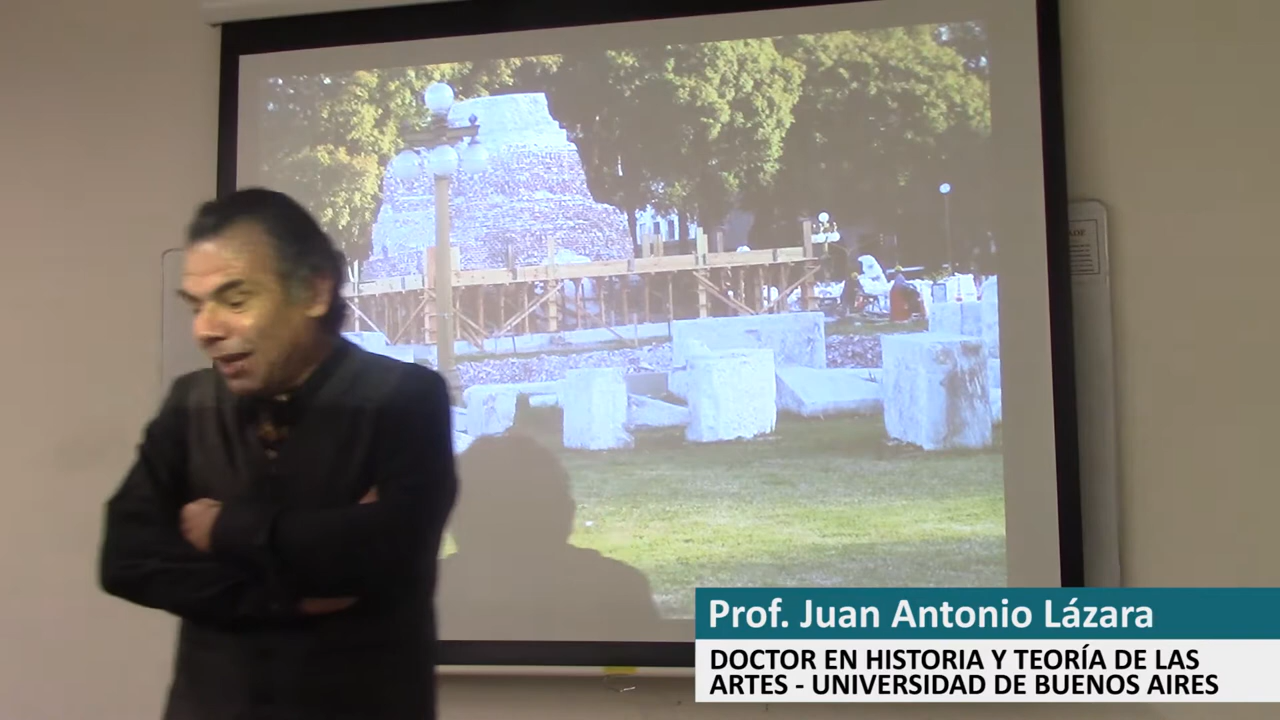 Prof. Juan Antonio Lázara
DOCTOR EN HISTORIA Y TEORÍA DE LAS
ARTES - UNIVERSIDAD DE BUENOS AIRES